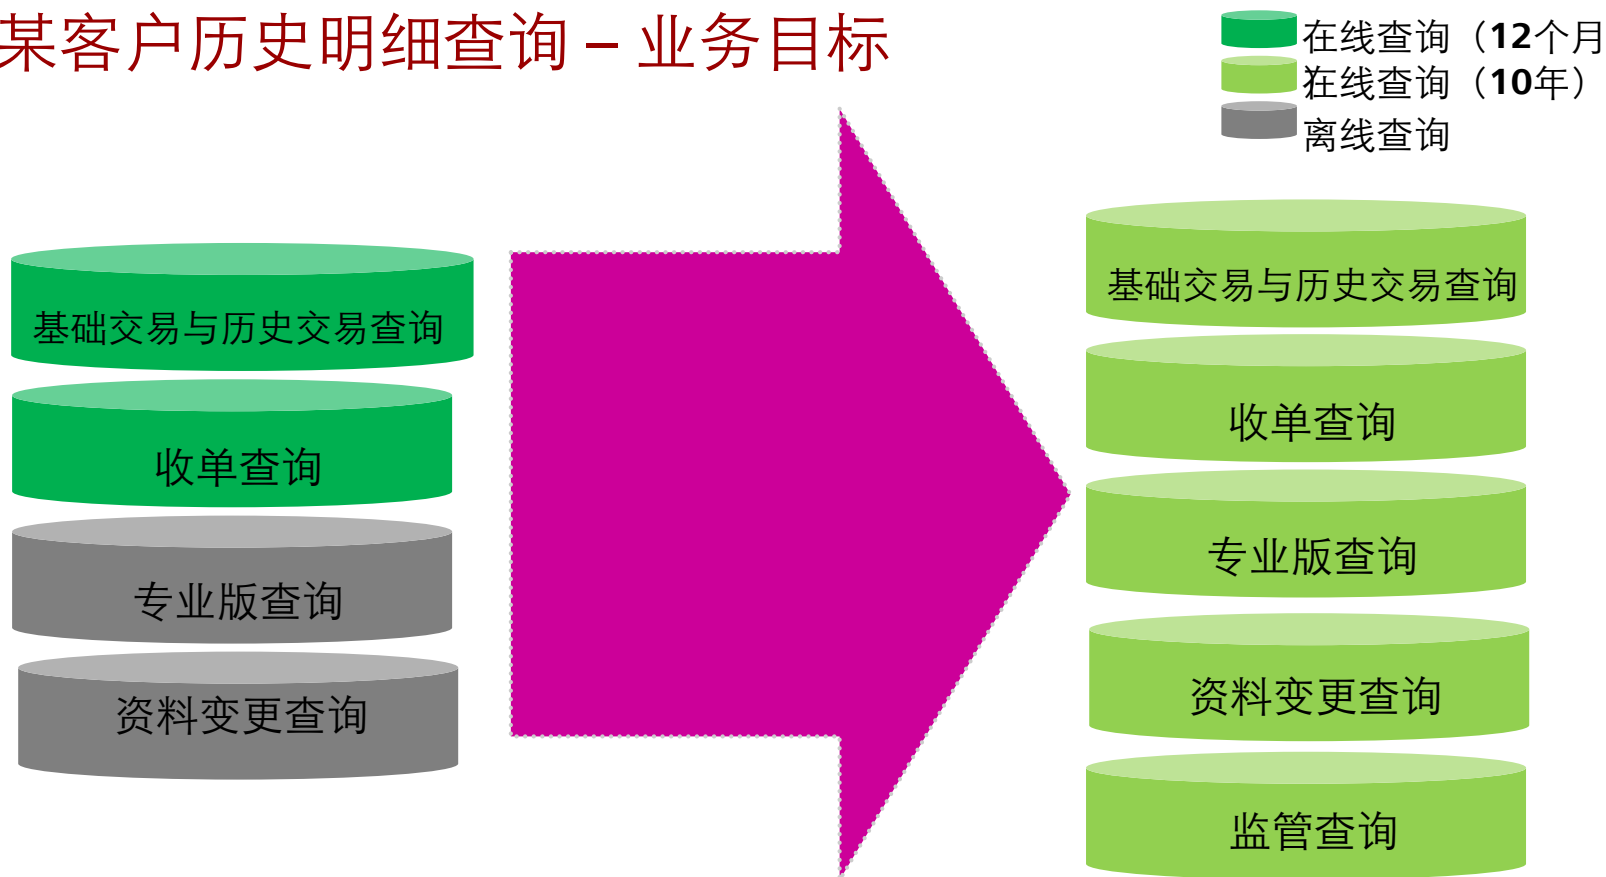 某客户历史明细查询 – 业务目标
在线查询（12个月
）
在线查询（10年）
离线查询
基础交易与历史交易查询
收单查询
专业版查询
资料变更查询
基础交易与历史交易查询
收单查询
专业版查询
资料变更查询
监管查询